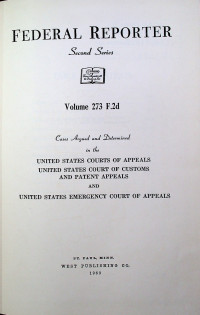 FEDERAL REPORTER
Second Series
Volume 273 F.2d
Cases Argued and Determined
in the
UNITED STATES COURTS OF APPEALS
UNITED STATES COURT OF CUSTOMS
AND PATENT APPEALS
AND
UNITED STATES EMERGENCY COURT OF APPEALS
ST. PAUL, MINN.
WEST PUBLISHING CO.
1960